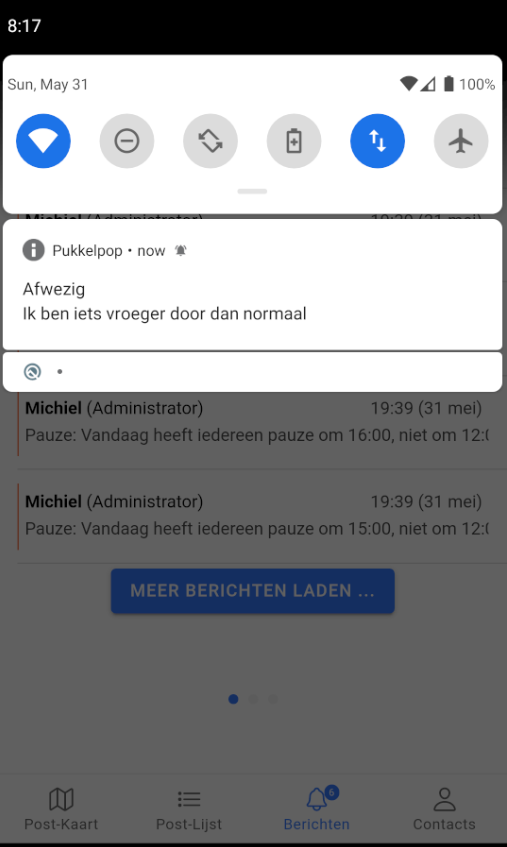 8:17
Sun, May 31
100%
Michiel (Administrator) 19:39 (31 mei)
Pukkelpop • now
Afwezig
Ik ben iets vroeger door dan normaal
•
Michiel (Administrator) 19:39 (31 mei)
Pauze: Vandaag heeft iedereen pauze om 16:00, niet om 12:0
Michiel (Administrator) 19:39 (31 mei)
Pauze: Vandaag heeft iedereen pauze om 15:00, niet om 12:0
MEER BERICHTEN LADEN ...
6
Post-Kaart Post-Lijst Berichten Contacts